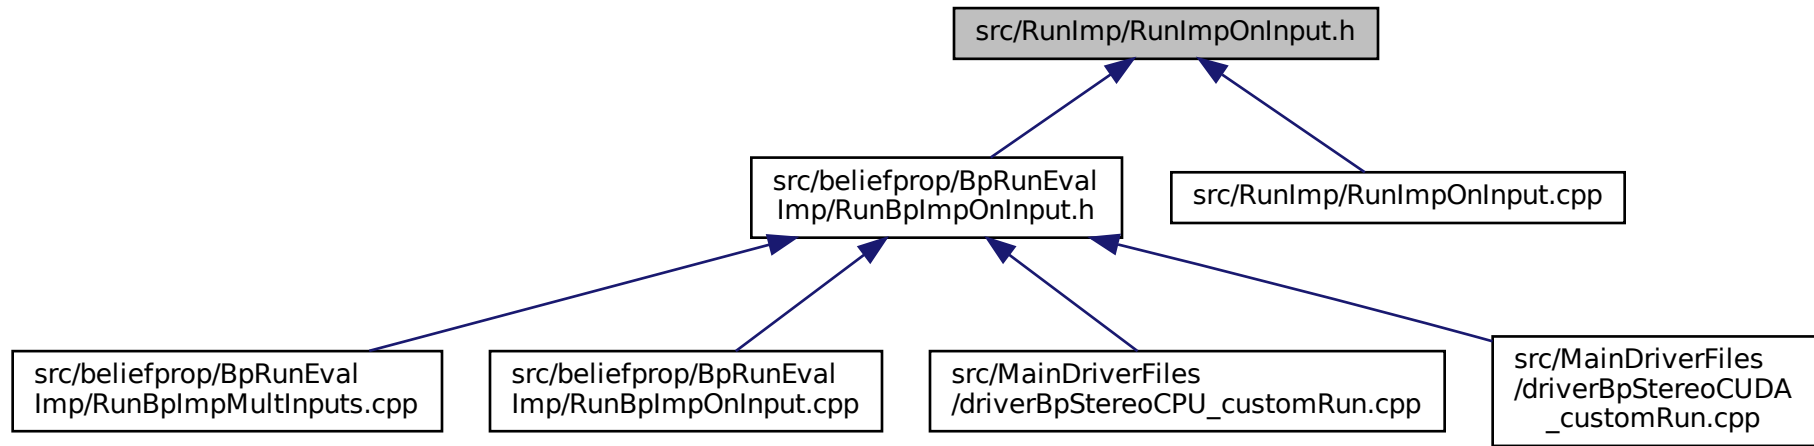 src/RunImp/RunImpOnInput.h
src/beliefprop/BpRunEval
Imp/RunBpImpOnInput.h
src/RunImp/RunImpOnInput.cpp
src/beliefprop/BpRunEval
Imp/RunBpImpMultInputs.cpp
src/beliefprop/BpRunEval
Imp/RunBpImpOnInput.cpp
src/MainDriverFiles
/driverBpStereoCPU_customRun.cpp
src/MainDriverFiles
/driverBpStereoCUDA
_customRun.cpp